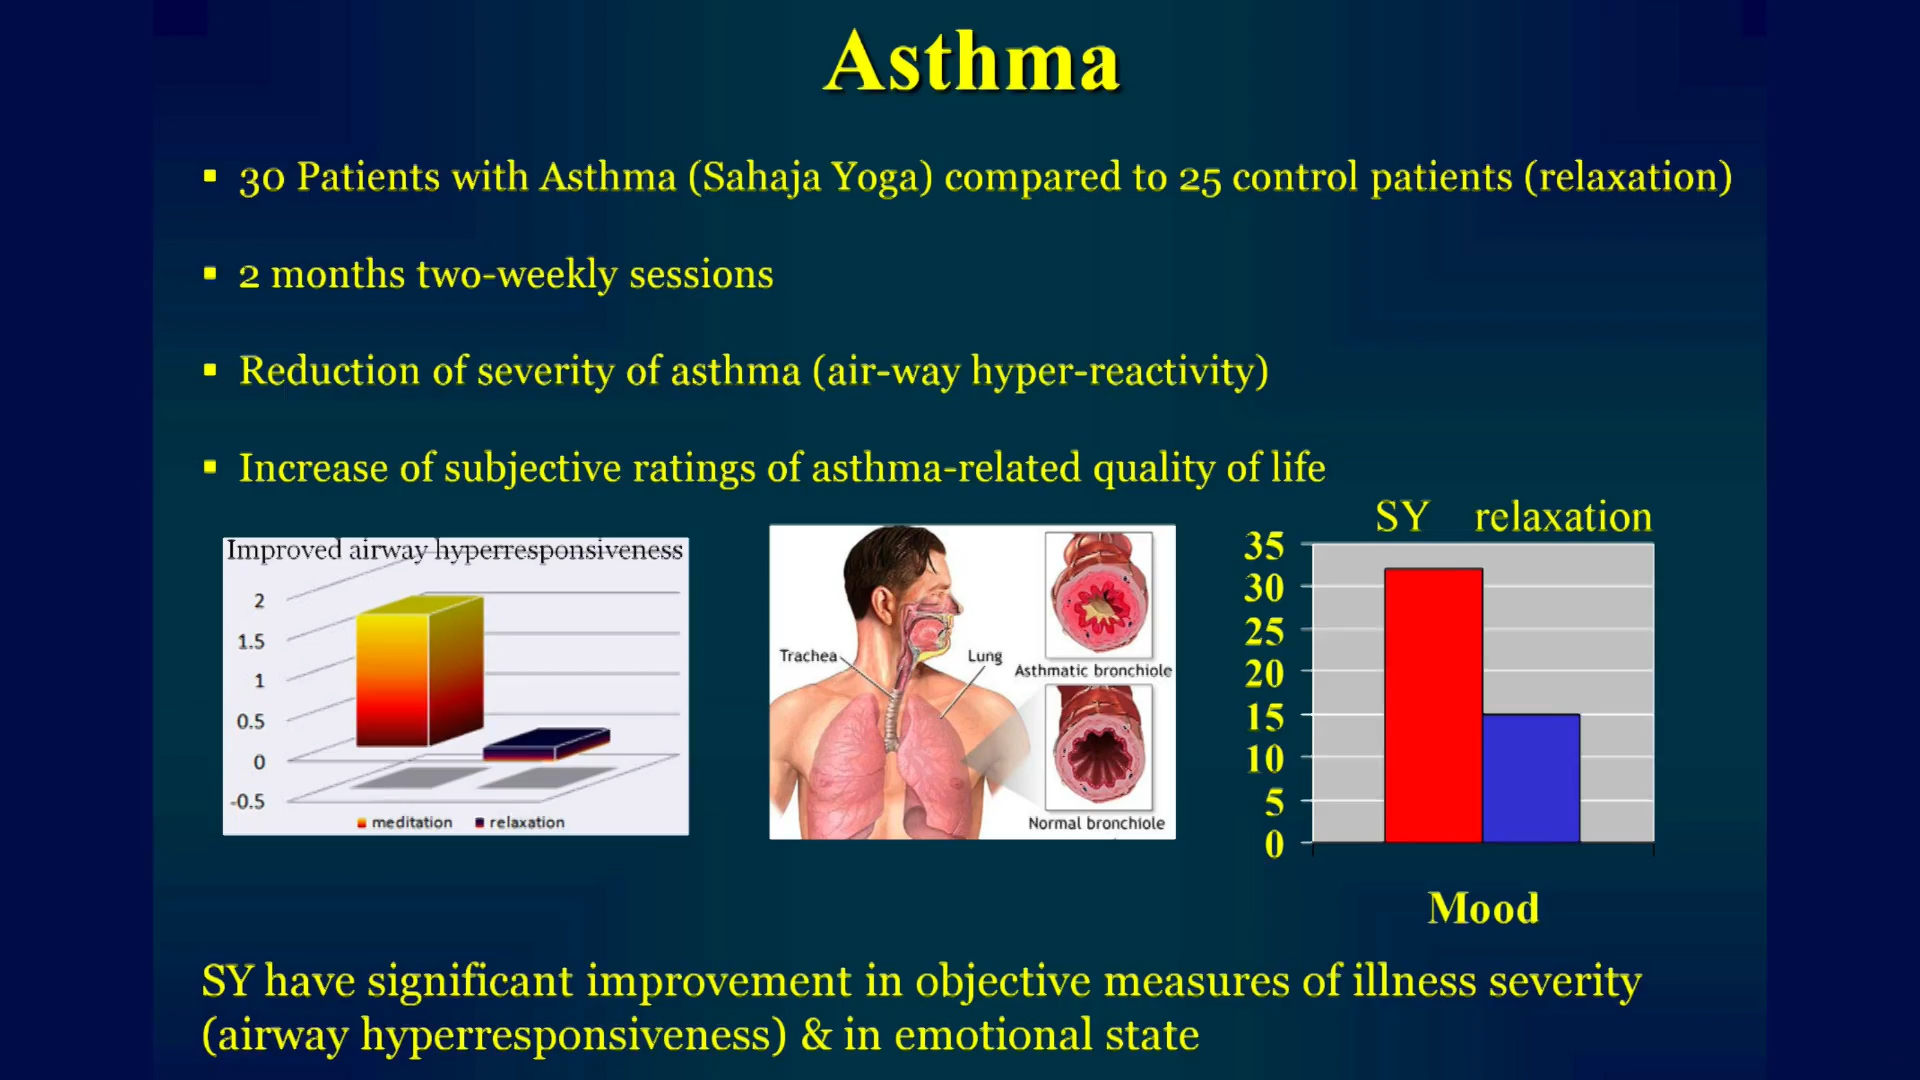 Asthma
▪ 30 Patients with Asthma (Sahaja Yoga) compared to 25 control patients (relaxation)
▪ 2 months two-weekly sessions
▪ Reduction of severity of asthma (air-way hyper-reactivity)
▪ Increase of subjective ratings of asthma-related quality of life
Improved airway hyperresponsiveness
2
1.5
1
0.5
0
-0.5
meditation relaxation
Trachea
Lung
Asthmatic bronchiole
Normal bronchiole
SY relaxation
35
30
25
20
15
10
5
0
Mood
SY have significant improvement in objective measures of illness severity
(airway hyperresponsiveness) & in emotional state